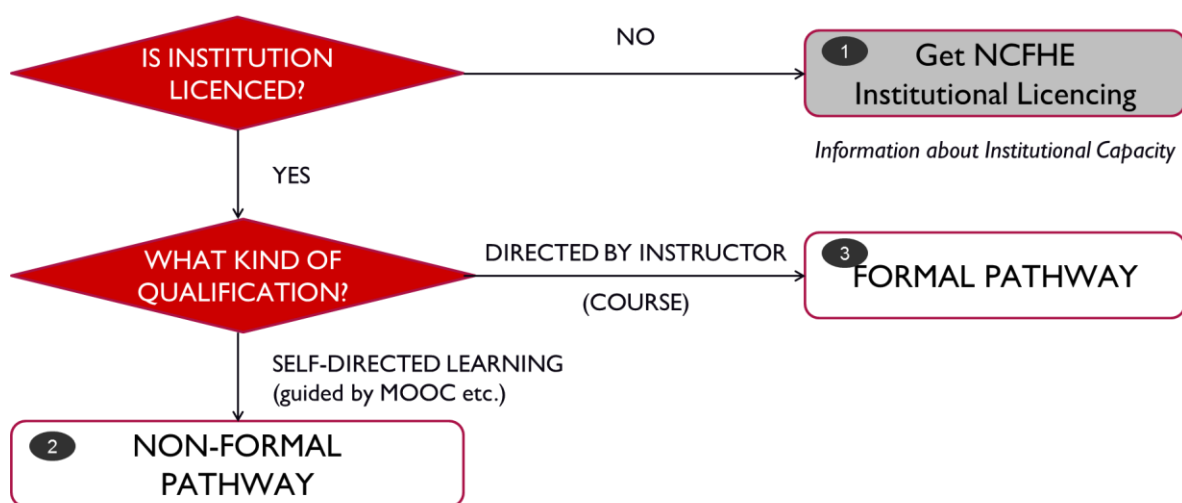 IS INSTITUTION
LICENCED?
NO
1
Get NCFHE
Institutional Licencing
Information about Institutional Capacity
YES
WHAT KIND OF
QUALIFICATION?
DIRECTED BY INSTRUCTOR
(COURSE)
3
FORMAL PATHWAY
SELF-DIRECTED LEARNING
(guided by MOOC etc.)
2
NON-FORMAL
PATHWAY